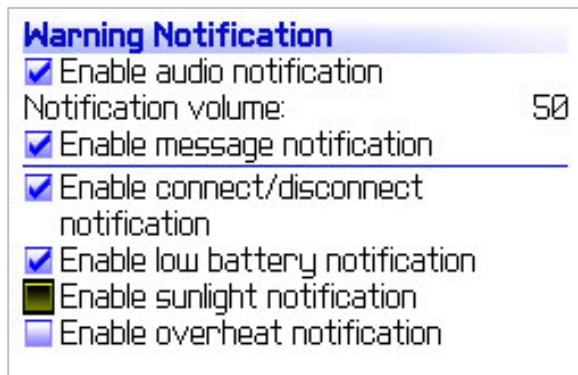 Warning Notification
Enable audio notification
Notification volume: 50
Enable message notification
Enable connect/disconnect
notification
Enable low battery notification
Enable sunlight notification
Enable overheat notification